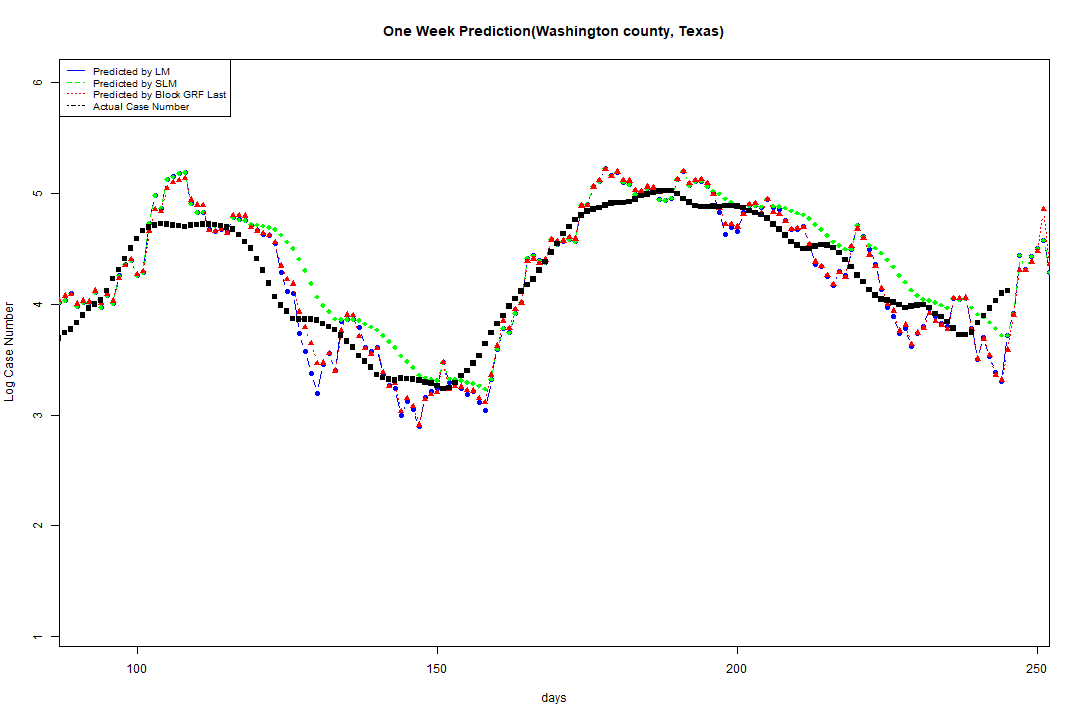 One Week Prediction(Washington county, Texas)
Predicted by LM
Predicted by SLM
Predicted by Block GRF Last
Actual Case Number
6
5
4
3
2
1
Log Case Number
100
150
200
250
days